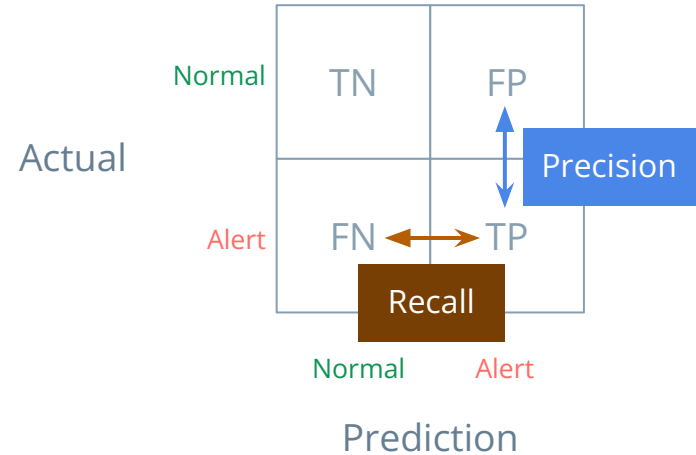 Normal
TN
FP
Actual
Precision
Alert
FN
TP
Recall
Normal
Alert
Prediction